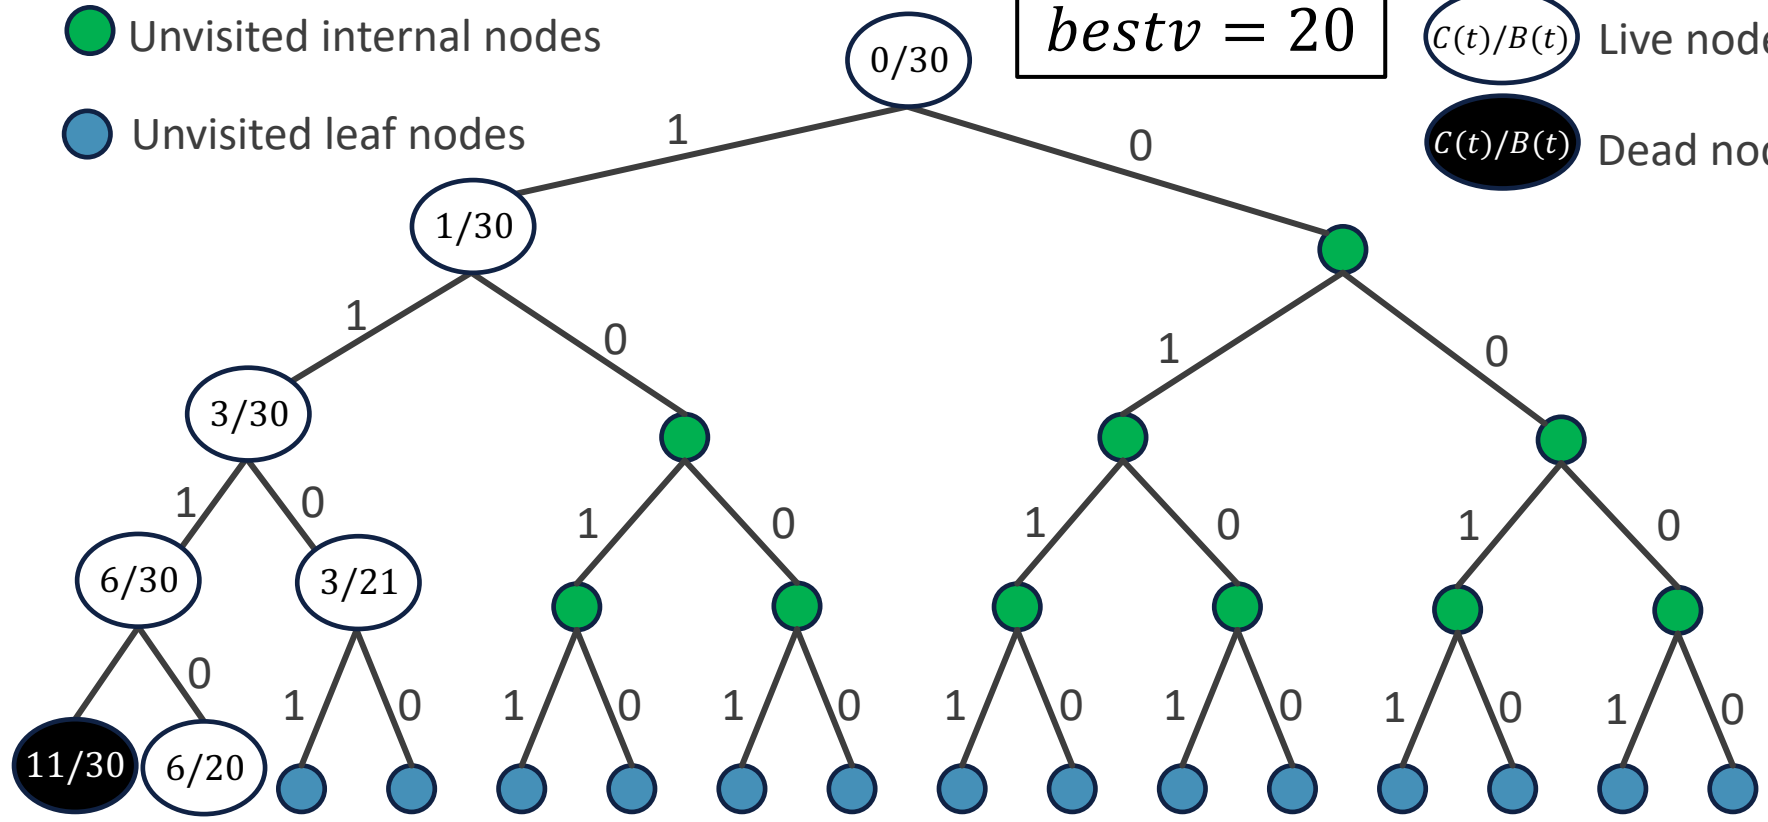 Unvisited internal nodes
Unvisited leaf nodes
bestv = 20
C(t)/B(t) Live node
C(t)/B(t) Dead nod
0/30
1 0
1/30
1 0 1 0
3/30
1 0 1 0 1 0 1 0
6/30 3/21
0 1 0 1 0 1 0 1 0 1 0 1 0 1 0
11/30 6/20